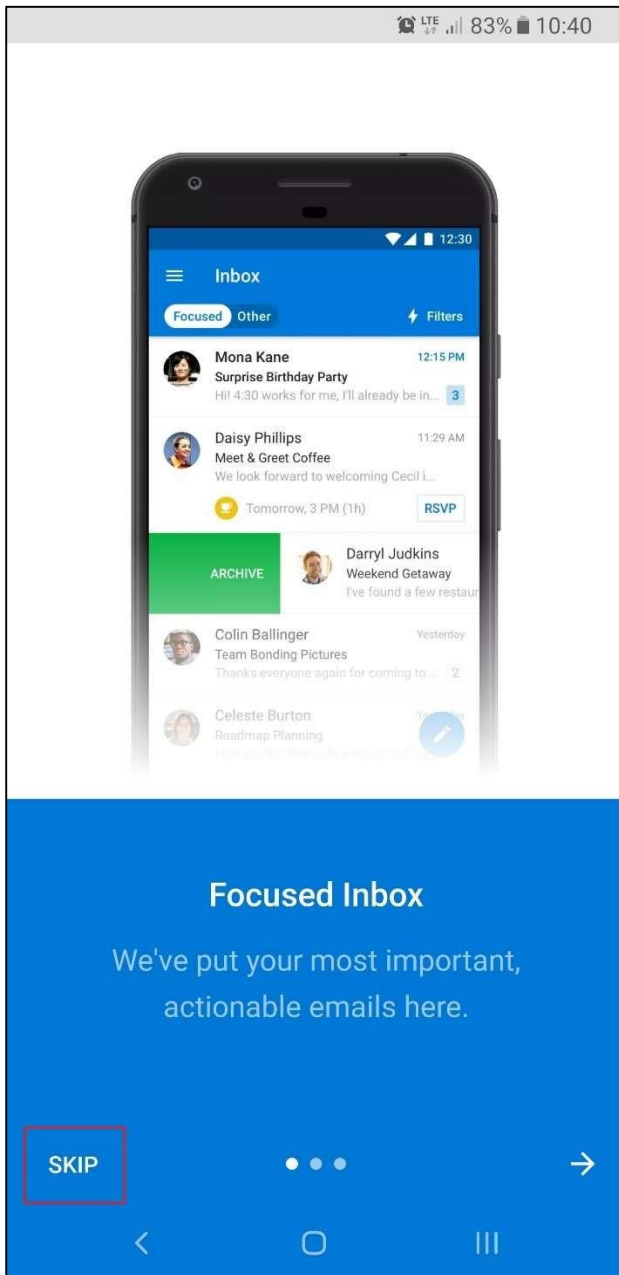 LTE 83% 10:40
12:30
Inbox
Focused Other Filters
Mona Kane 12:15 PM
Surprise Birthday Party
Hi! 4:30 works for me, I'll already be in... 3
Daisy Phillips 11:29 AM
Meet & Greet Coffee
We look forward to welcoming Cecil i...
Tomorrow, 3 PM (1h) RSVP
ARCHIVE
Darryl Judkins
Weekend Getaway
I've found a few restaur
Colin Ballinger Yesterday
Team Bonding Pictures
Thanks everyone again for coming to... 2
Celeste Burton
Roadmap Planning
Focused Inbox
We've put your most important,
actionable emails here.
SKIP